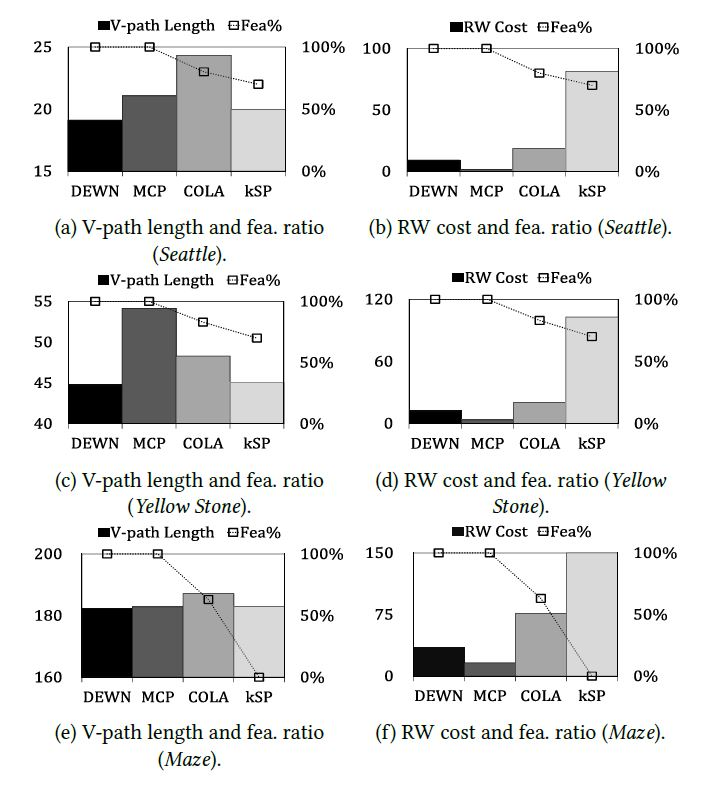 V-path Length Fea%
25 100%
20 50%
15 0%
DEWN MCP COLA kSP
(a) V-path length and fea. ratio
(Seattle).
RW Cost Fea%
100 100%
50 50%
0 0%
DEWN MCP COLA kSP
(b) RW cost and fea. ratio (Seattle).
V-path Length Fea%
55 100%
50
45 50%
40 0%
DEWN MCP COLA kSP
(c) V-path length and fea. ratio
(Yellow Stone).
RW Cost Fea%
120 100%
60 50%
0 0%
DEWN MCP COLA kSP
(d) RW cost and fea. ratio (Yellow
Stone).
V-path Length Fea%
200 100%
180 50%
160 0%
DEWN MCP COLA kSP
(e) V-path length and fea. ratio
(Maze).
RW Cost Fea%
150 100%
75 50%
0 0%
DEWN MCP COLA kSP
(f) RW cost and fea. ratio (Maze).